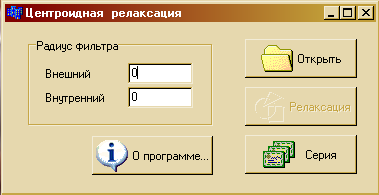 Центроидная релаксация
Радиус фильтра
Внешний 0
Внутренний 0
Открыть
Релаксация
О программе...
Серия